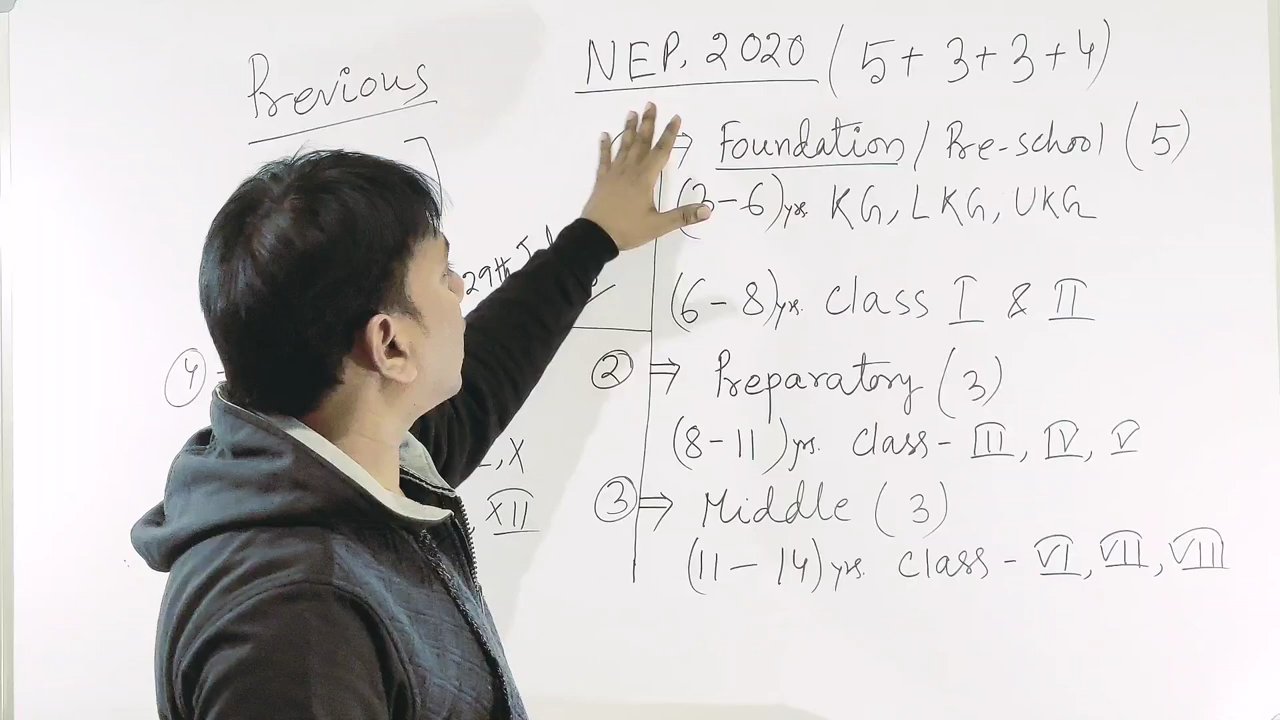 Previous
29th
4
X
XII
NEP, 2020 (5+3+3+4)
⇒ Foundation / Pre-school (5)
(3-6)yrs. KG, LKG, UKG
(6-8)yrs. Class I & II
② ⇒ Preparatory (3)
(8-11)yrs. Class - III, IV, V
③ ⇒ Middle (3)
(11-14)yrs. Class - VI, VII, VIII